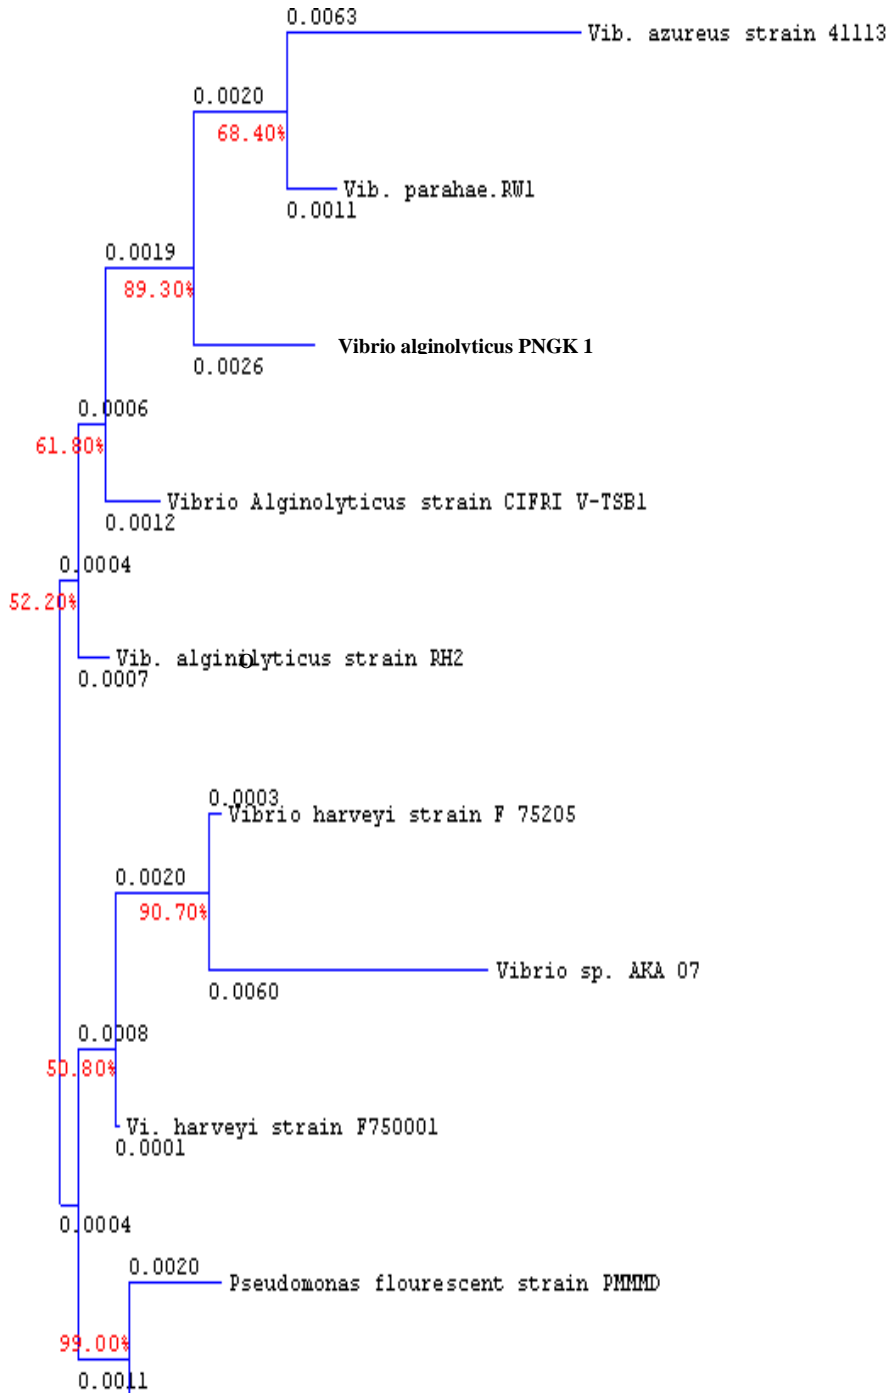 0.0063
Vib. azureus strain 41113
0.0020
68.40%
Vib. parahae.RW1
0.0011
0.0019
89.30%
Vibrio alginolyticus PNGK 1
0.0026
0.0006
61.80%
Vibrio Alginolyticus strain CIFRI V-TSB1
0.0012
0.0004
52.20%
Vib. alginolyticus strain RH2
0.0007
0.0003
Vibrio harveyi strain F 75205
0.0020
90.70%
Vibrio sp. AKA 07
0.0060
0.0008
50.80%
Vi. harveyi strain F750001
0.0001
0.0004
0.0020
Pseudomonas flourescent strain PMMMD
99.00%
0.0011